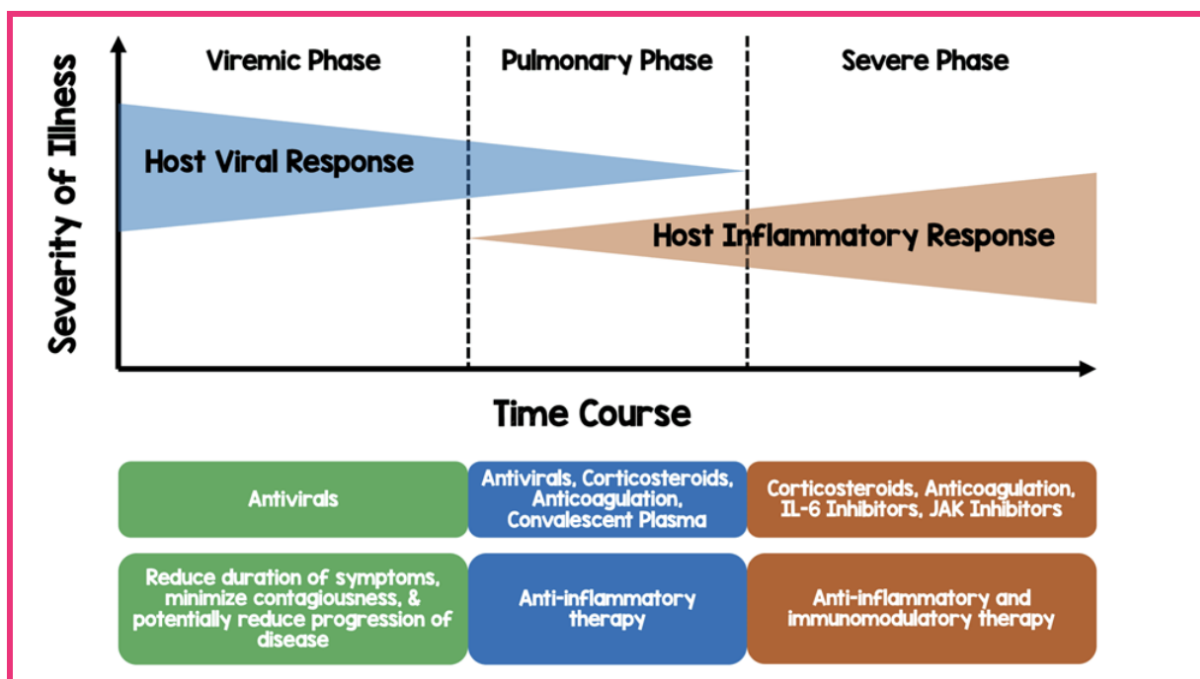 Viremic Phase
Pulmonary Phase
Severe Phase
Severity of Illness
Host Viral Response
Host Inflammatory Response
Time Course
Antivirals
Antivirals, Corticosteroids,
Anticoagulation,
Convalescent Plasma
Corticosteroids, Anticoagulation,
IL-6 Inhibitors, JAK Inhibitors
Reduce duration of symptoms,
minimize contagiousness, &
potentially reduce progression of
disease
Anti-inflammatory
therapy
Anti-inflammatory and
immunomodulatory therapy